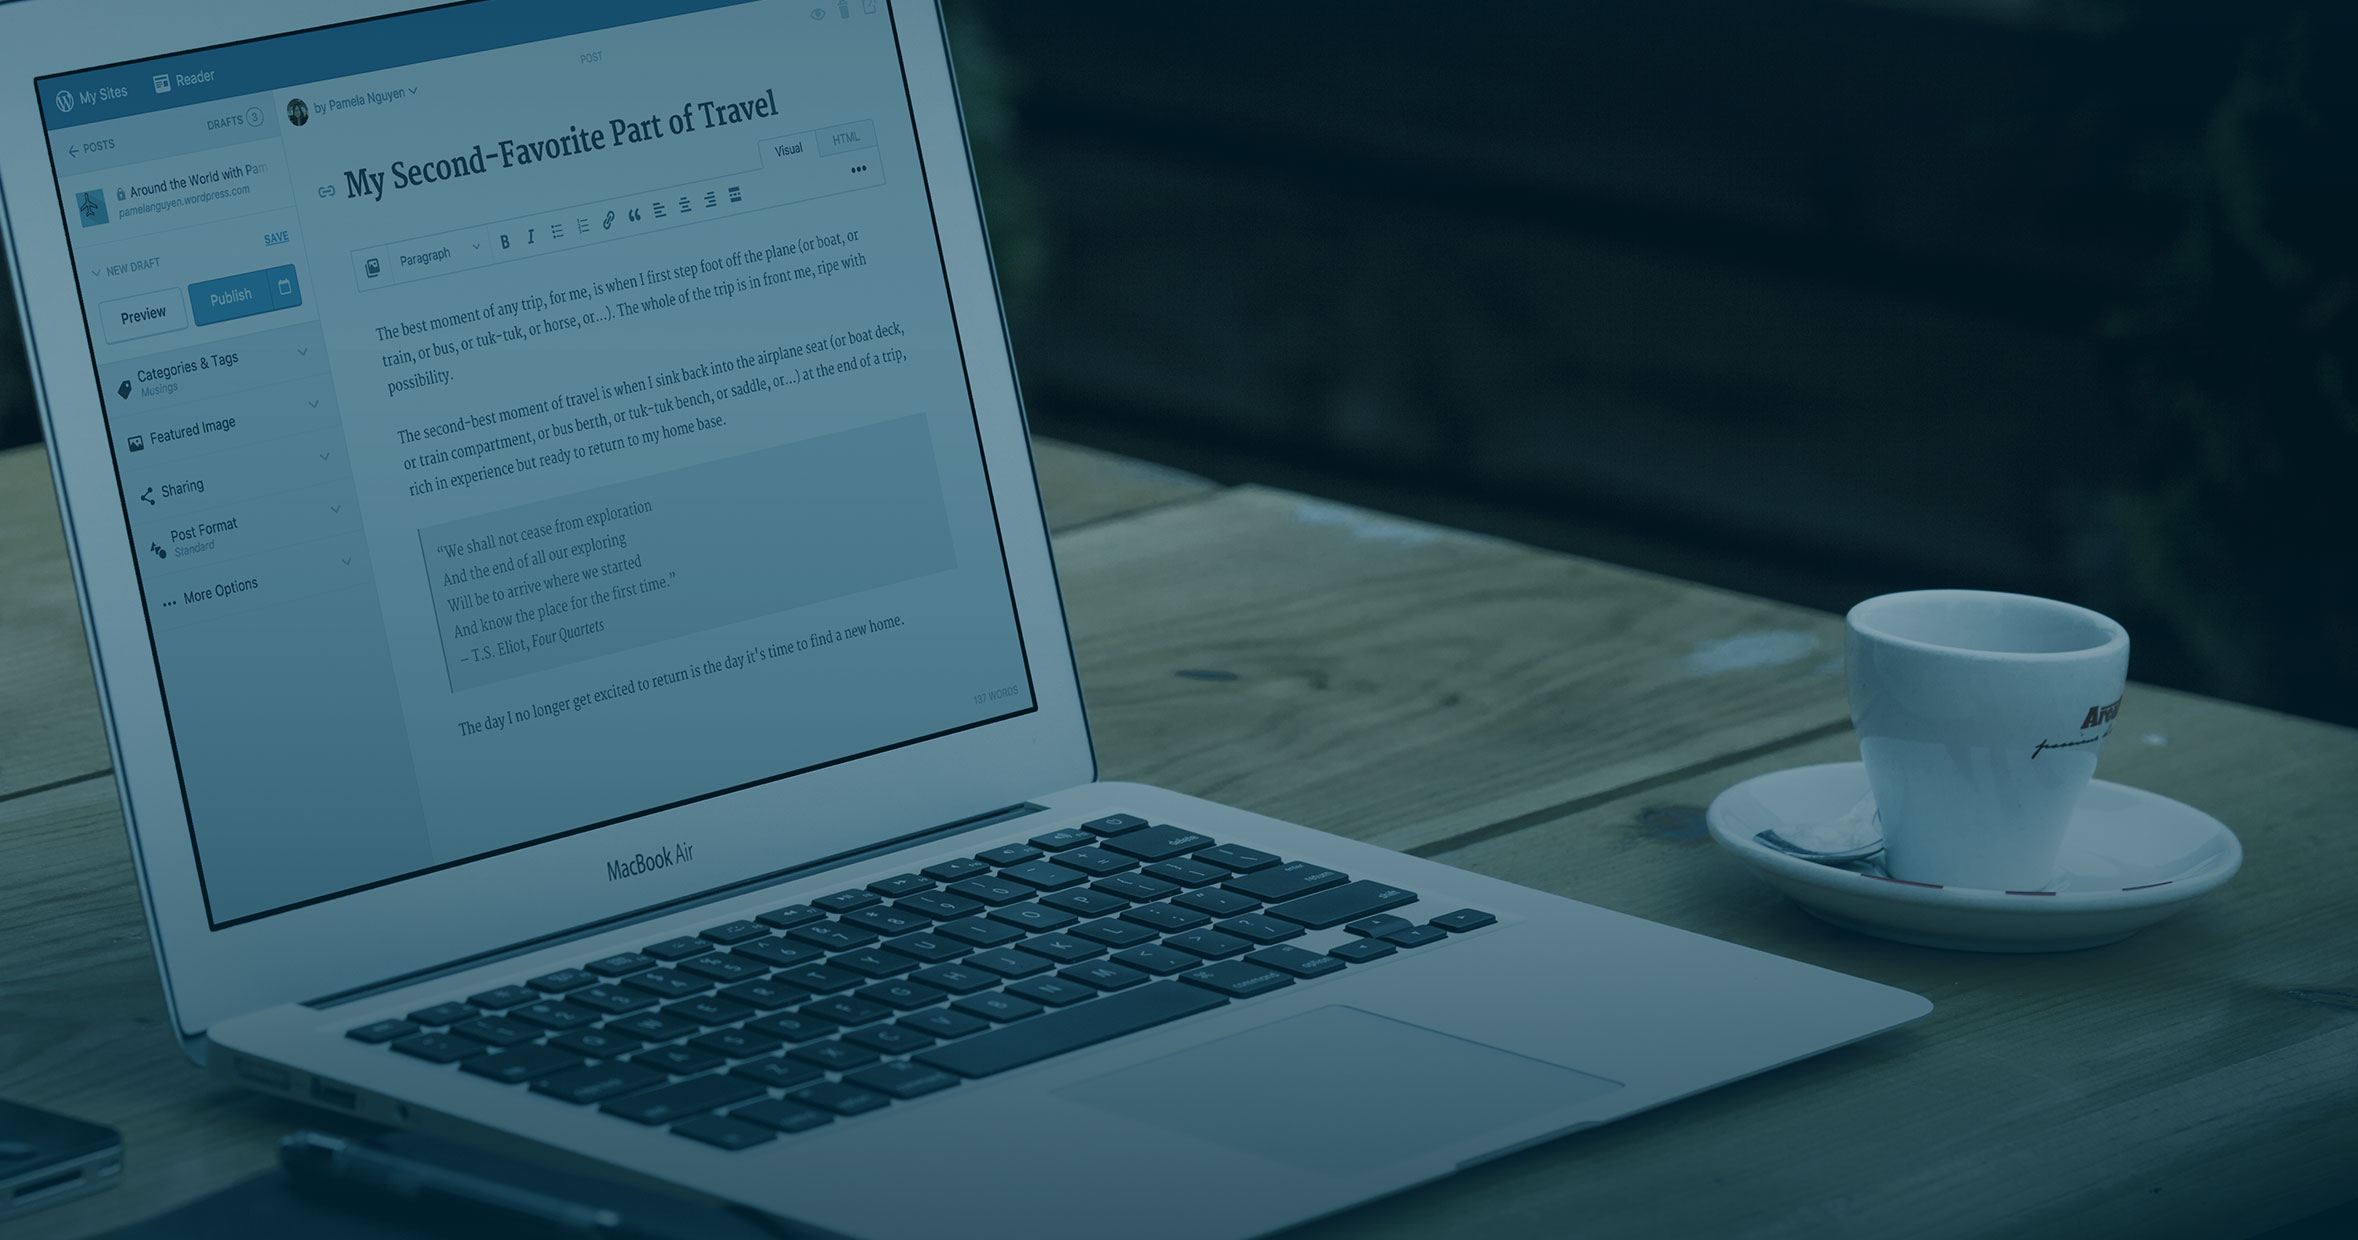 My Sites
Reader
POSTS
DRAFTS 3
Around the World with Pam
pamelanguyen.wordpress.com
SAVE
NEW DRAFT
Preview
Publish
Categories & Tags
Musings
Featured Image
Sharing
Post Format
Standard
More Options
POST
by Pamela Nguyen
My Second-Favorite Part of Travel
Visual
HTML
Paragraph
B
I
The best moment of any trip, for me, is when I first step foot off the plane (or boat, or
train, or bus, or tuk-tuk, or horse, or...). The whole of the trip is in front me, ripe with
possibility.
The second-best moment of travel is when I sink back into the airplane seat (or boat deck,
or train compartment, or bus berth, or tuk-tuk bench, or saddle, or...) at the end of a trip,
rich in experience but ready to return to my home base.
“We shall not cease from exploration
And the end of all our exploring
Will be to arrive where we started
And know the place for the first time.”
– T.S. Eliot, Four Quartets
The day I no longer get excited to return is the day it's time to find a new home.
137 WORDS
MacBook Air